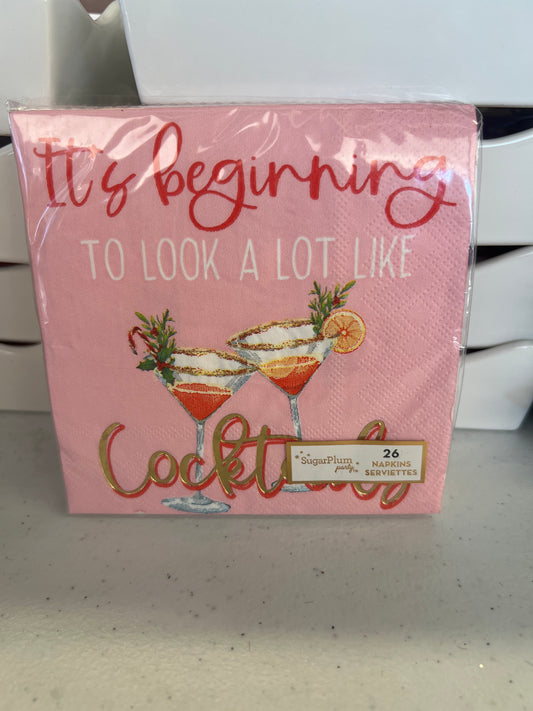 It's beginning
TO LOOK A LOT LIKE
Cocktails
SugarPlum
party
26
NAPKINS
SERVIETTES